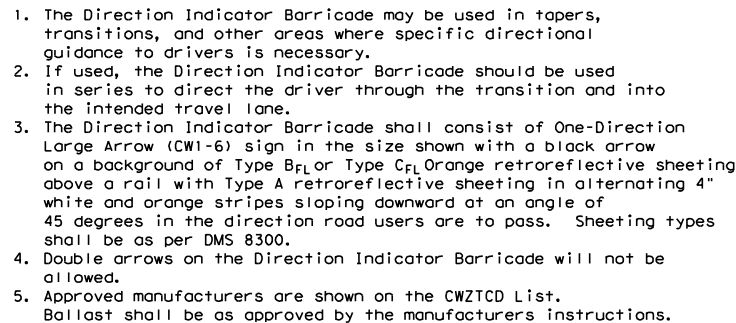 1. The Direction Indicator Barricade may be used in tapers,
transitions, and other areas where specific directional
guidance to drivers is necessary.
2. If used, the Direction Indicator Barricade should be used
in series to direct the driver through the transition and into
the intended travel lane.
3. The Direction Indicator Barricade shall consist of One-Direction
Large Arrow (CW1-6) sign in the size shown with a black arrow
on a background of Type BFL or Type CFL Orange retroreflective sheeting
above a rail with Type A retroreflective sheeting in alternating 4"
white and orange stripes sloping downward at an angle of
45 degrees in the direction road users are to pass. Sheeting types
shall be as per DMS 8300.
4. Double arrows on the Direction Indicator Barricade will not be
allowed.
5. Approved manufacturers are shown on the CWZTCD List.
Ballast shall be as approved by the manufacturers instructions.